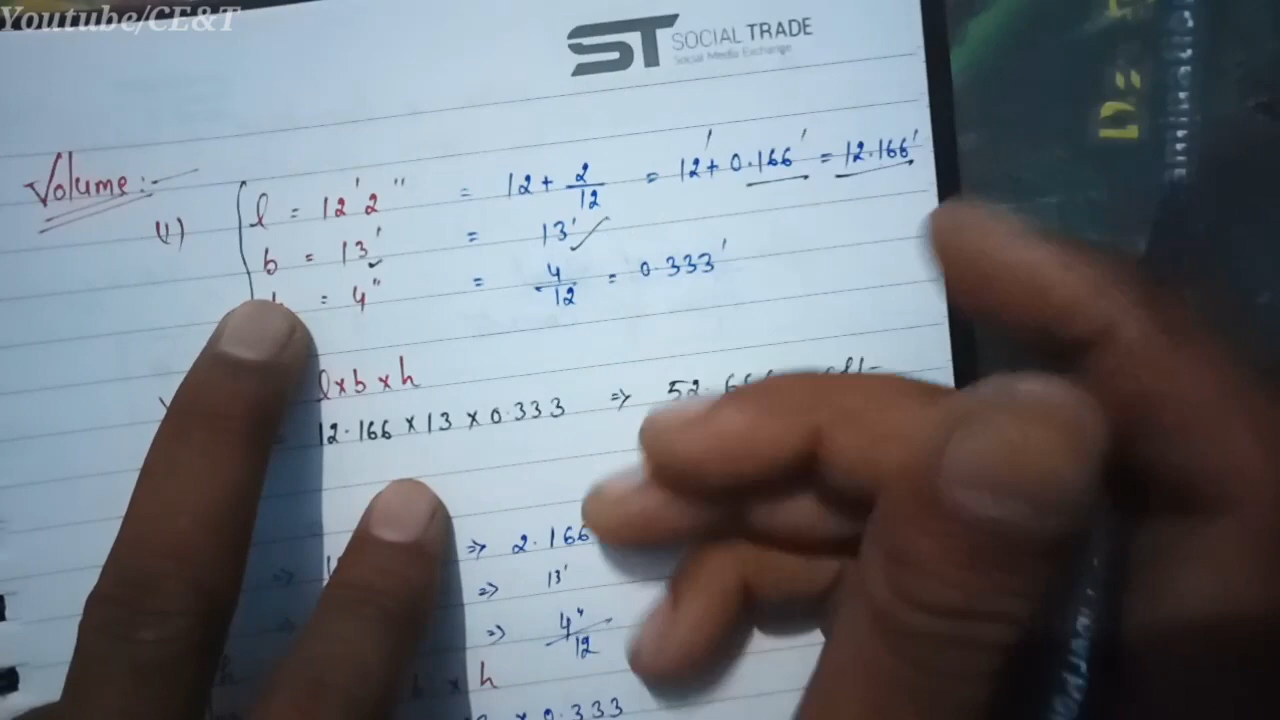 Youtube/CE&T
ST SOCIAL TRADE
Social Media Exchange
Volume:-
(1) l = 12'2" = 12 + 2/12 = 12' + 0.166' = 12.166'
b = 13' = 13' ✓
= 4" = 4/12 = 0.333'
l x b x h
12.166 x 13 x 0.333 => 52.
=> 2.166
=> 13'
=> 4"/12
x h
x 0.333